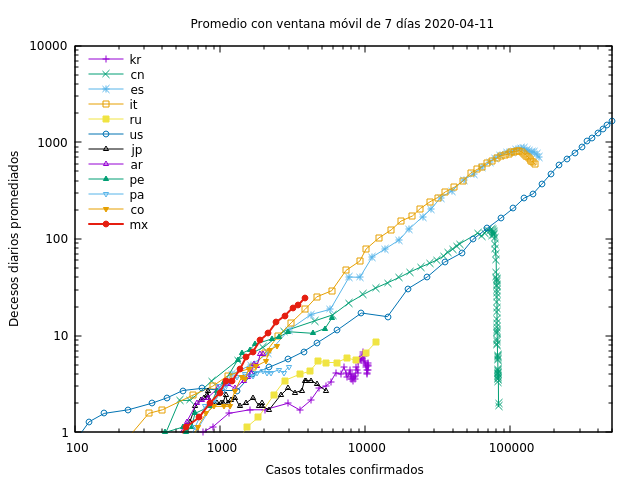 Promedio con ventana móvil de 7 días 2020-04-11
10000
1000
100
10
1
Decesos diarios promediados
kr
cn
es
it
ru
us
jp
ar
pe
pa
co
mx
100 1000 10000 100000
Casos totales confirmados